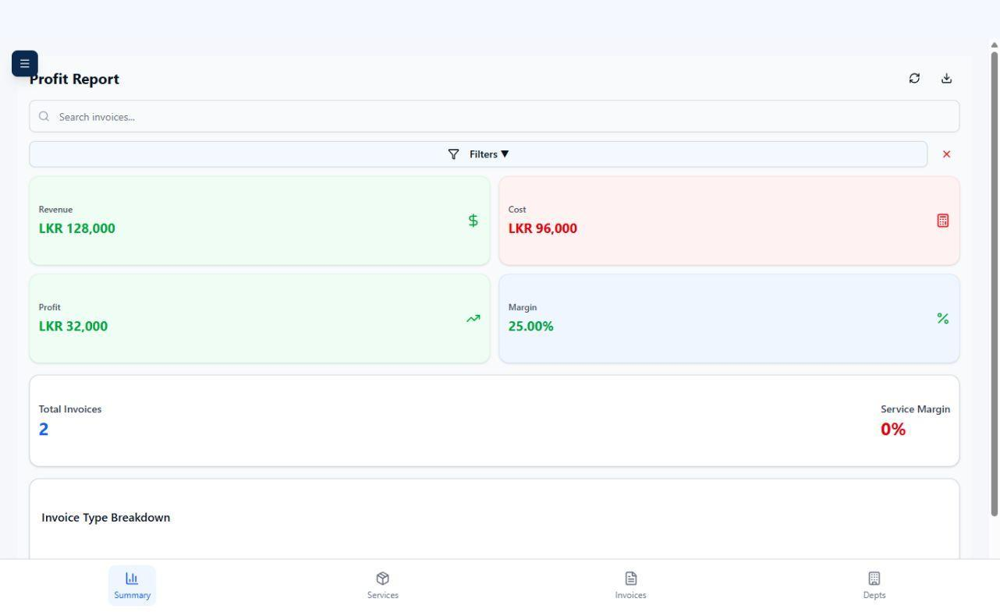 Profit Report
Search invoices...
Filters ▼
Revenue
LKR 128,000
Cost
LKR 96,000
Profit
LKR 32,000
Margin
25.00%
Total Invoices
2
Service Margin
0%
Invoice Type Breakdown
Summary
Services
Invoices
Depts